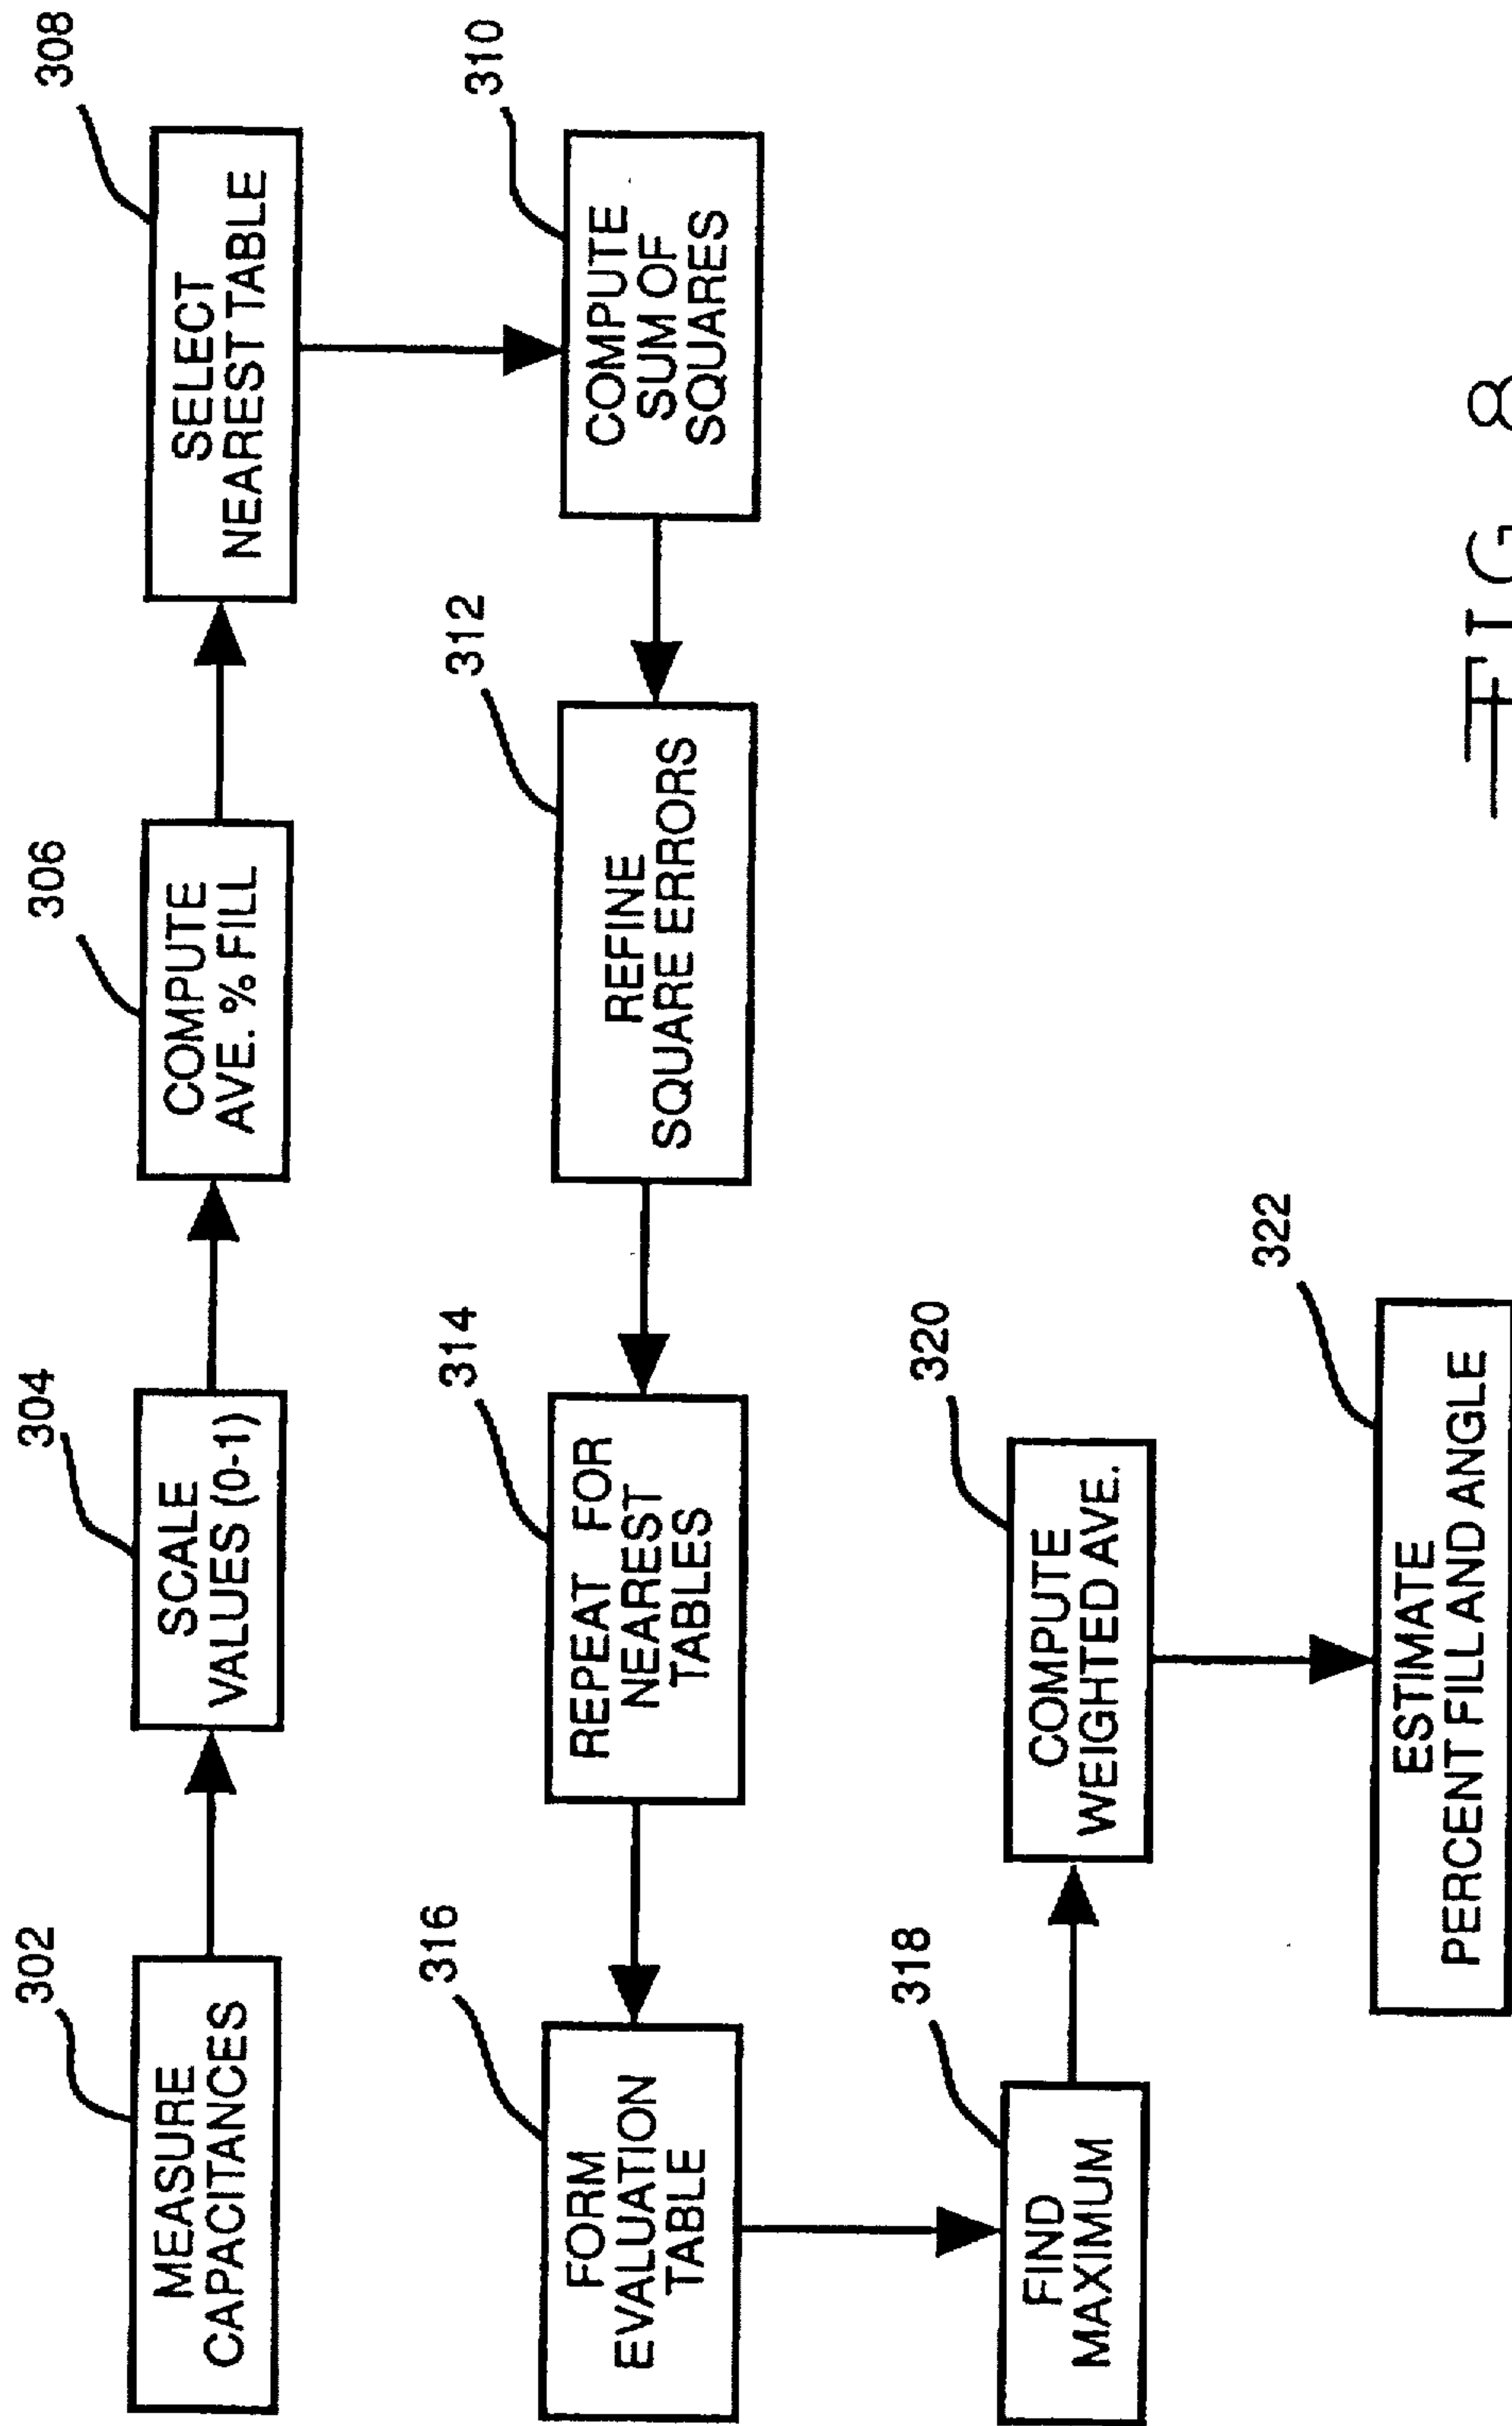 302
MEASURE
CAPACITANCES
304
SCALE
VALUES (0-1)
306
COMPUTE
AVE. % FILL
308
SELECT
NEAREST TABLE
310
COMPUTE
SUM OF
SQUARES
312
REFINE
SQUARE ERRORS
314
REPEAT FOR
NEAREST
TABLES
316
FORM
EVALUATION
TABLE
318
FIND
MAXIMUM
320
COMPUTE
WEIGHTED AVE.
322
ESTIMATE
PERCENT FILL AND ANGLE
FIG 8